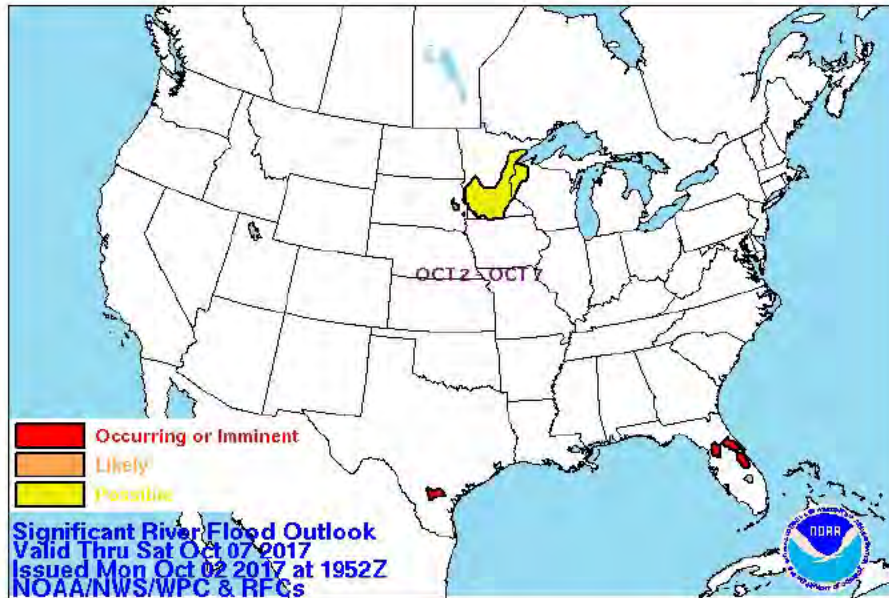 OCT 2 - OCT 7
Occurring or Imminent
Likely
Possible
Significant River Flood Outlook
Valid Thru Sat Oct 07 2017
Issued Mon Oct 02 2017 at 1952Z
NOAA/NWS/WPC & RFCs
NOAA